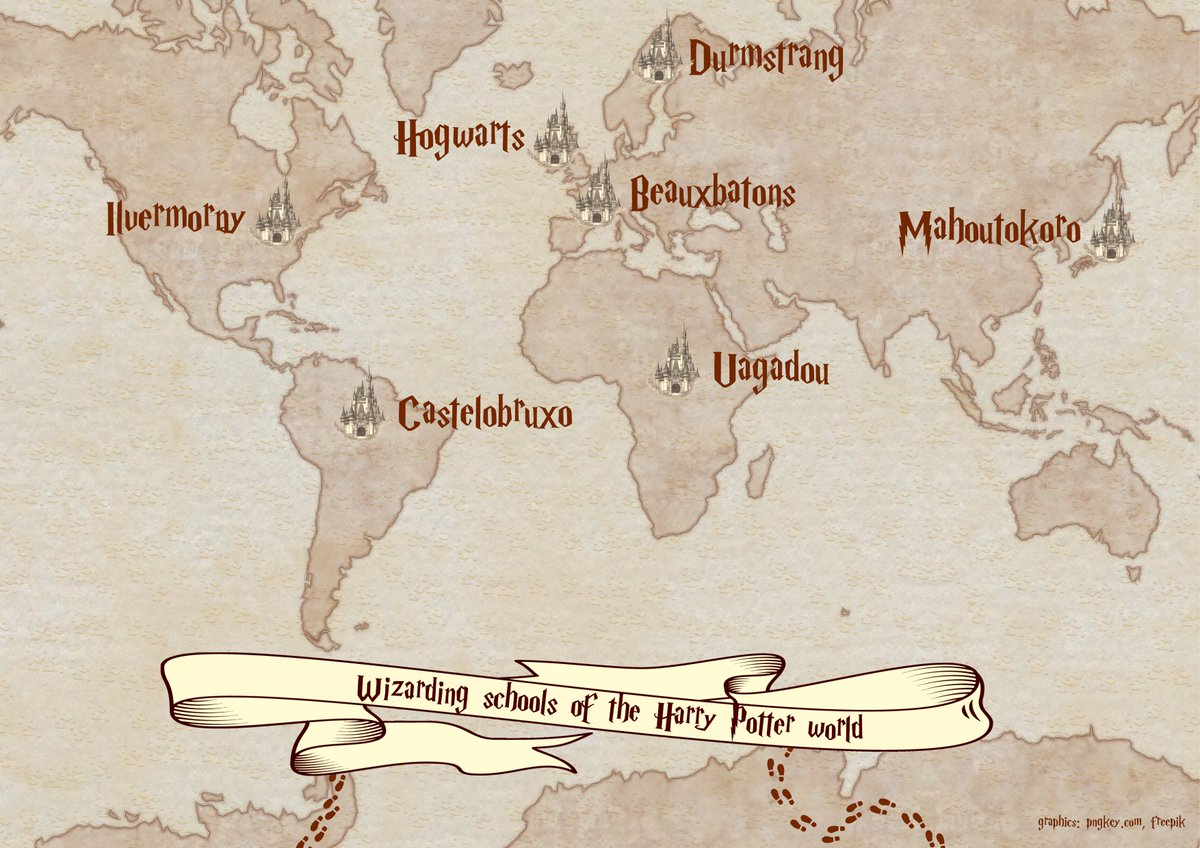 Durmstrang
Hogwarts
Beauxbatons
Ilvermorny
Mahoutokoro
Uagadou
Castelobruxo
Wizarding schools of the Harry Potter world
graphics: pngkey.com, freepik